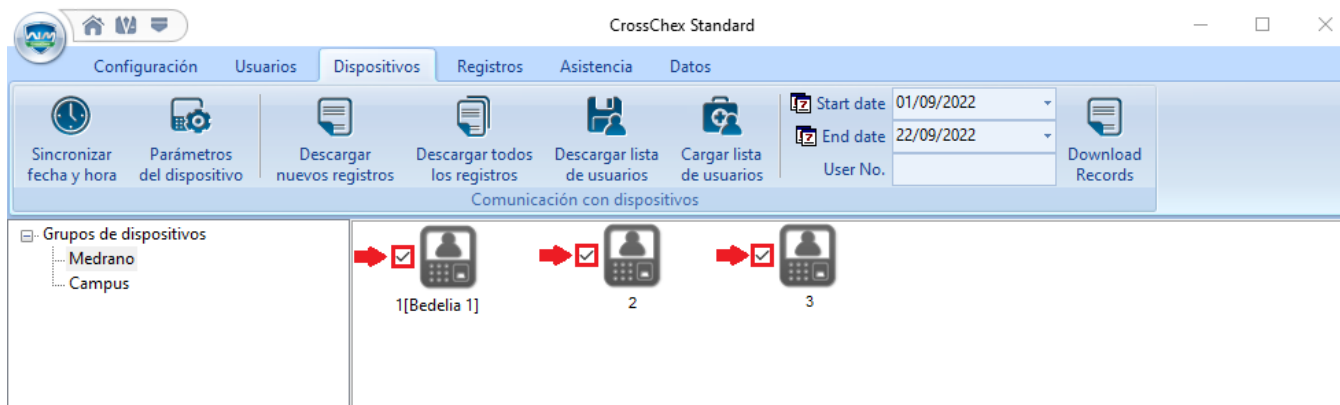 CrossChex Standard
Configuración Usuarios Dispositivos Registros Asistencia Datos
Sincronizar
fecha y hora
Parámetros
del dispositivo
Descargar
nuevos registros
Descargar todos
los registros
Descargar lista
de usuarios
Cargar lista
de usuarios
Start date 01/09/2022
End date 22/09/2022
User No.
Download
Records
Comunicación con dispositivos
Grupos de dispositivos
Medrano
Campus
1[Bedelia 1]
2
3